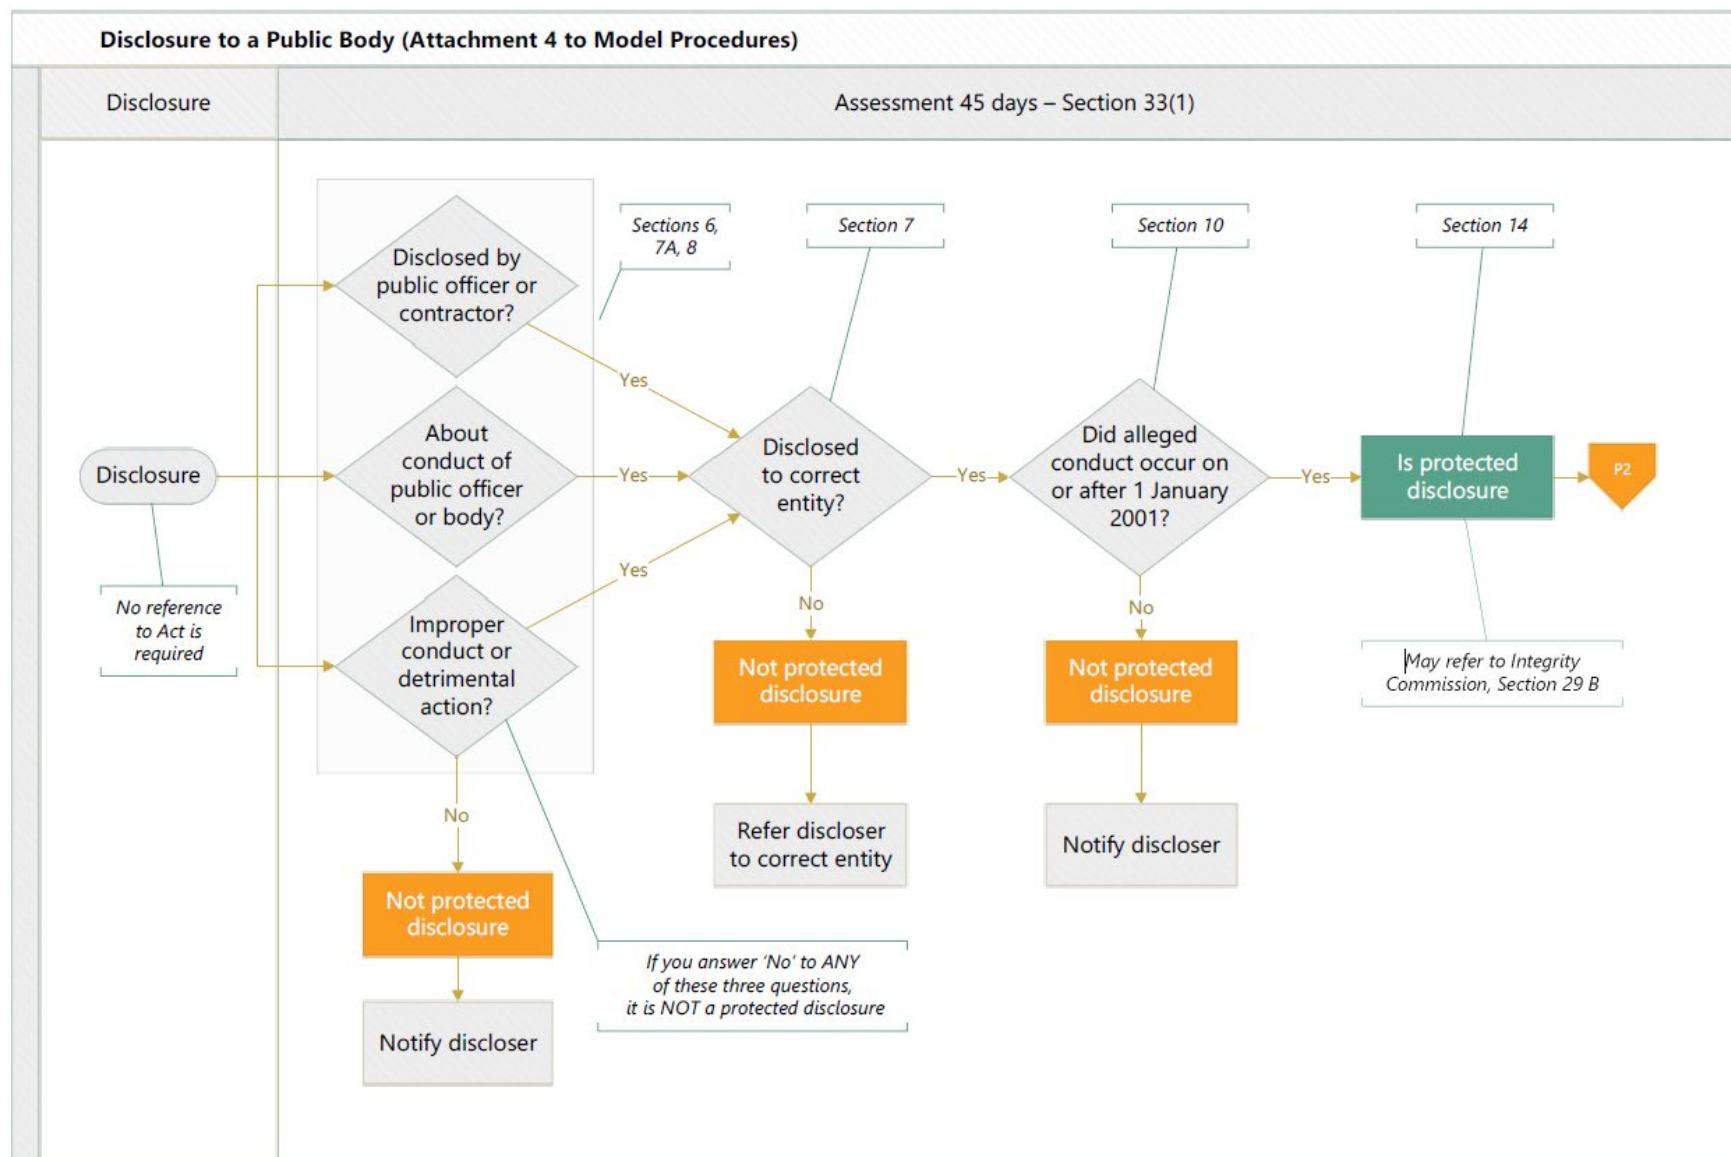 Disclosure to a Public Body (Attachment 4 to Model Procedures)
Disclosure
Assessment 45 days – Section 33(1)
Disclosure
No reference
to Act is
required
Disclosed by
public officer or
contractor?
Sections 6,
7A, 8
Yes
About
conduct of
public officer
or body?
Yes
Improper
conduct or
detrimental
action?
Yes
No
Not protected
disclosure
Notify discloser
If you answer ‘No’ to ANY
of these three questions,
it is NOT a protected disclosure
Section 7
Disclosed
to correct
entity?
Yes
No
Not protected
disclosure
Refer discloser
to correct entity
Section 10
Did alleged
conduct occur on
or after 1 January
2001?
Yes
No
Not protected
disclosure
Notify discloser
Section 14
Is protected
disclosure
P2
May refer to Integrity
Commission, Section 29 B